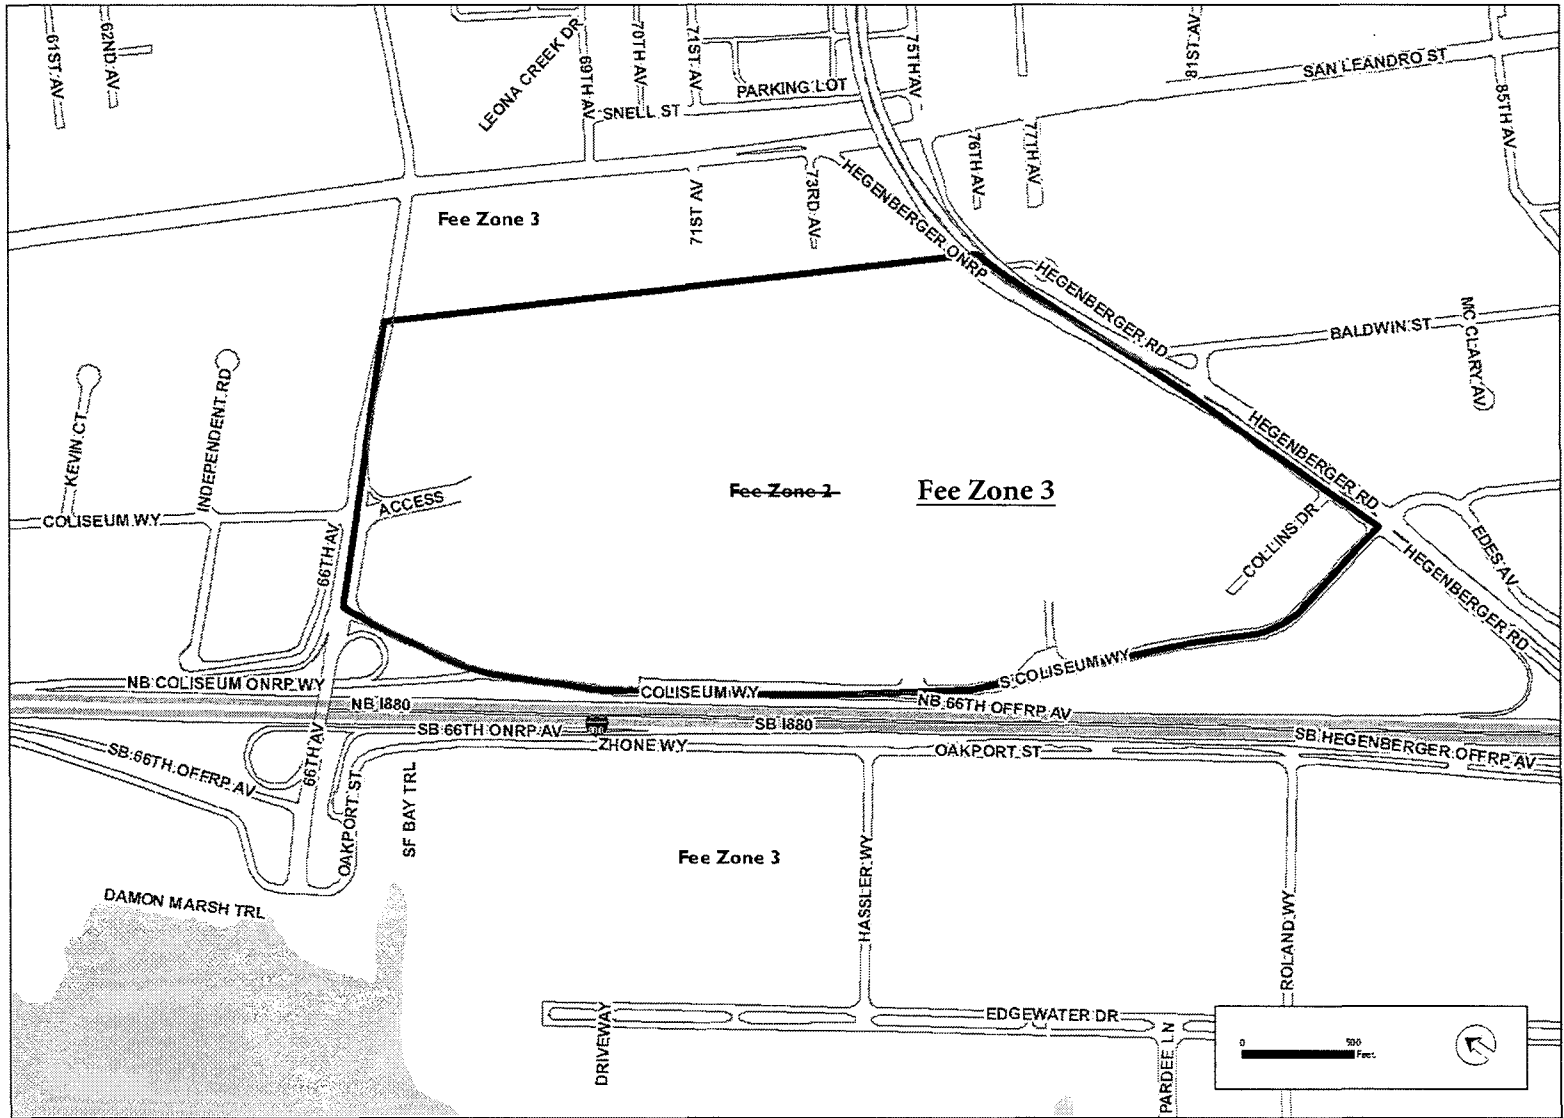 61ST AV
62ND AV
LEONA CREEK DR
69TH AV
70TH AV
71ST AV
75TH AV
81ST AV
SAN LEANDRO ST
85TH AV
PARKING LOT
SNELL ST
76TH AV
77TH AV
HEGENBERGER ONRP
73RD AV
71ST AV
Fee Zone 3
HEGENBERGER RD
BALDWIN ST
MC CLARY AV
KEVIN CT
INDEPENDENT RD
HEGENBERGER RD
Fee Zone 2
Fee Zone 3
ACCESS
COLISEUM WY
66TH AV
COLLINS DR
EDES AV
HEGENBERGER RD
NB COLISEUM ONRP WY
COLISEUM WY
S COLISEUM WY
NB I880
NB 66TH OFFRP AV
SB 66TH ONRP AV
SB I880
SB HEGENBERGER OFFRP AV
ZHONE WY
OAKPORT ST
SB 66TH OFFRP AV
66TH AV
OAKPORT ST
SF BAY TRL
Fee Zone 3
HASSLER WY
ROLAND WY
DAMON MARSH TRL
DRIVEWAY
EDGEWATER DR
PARDEE LN
0 500
Feet